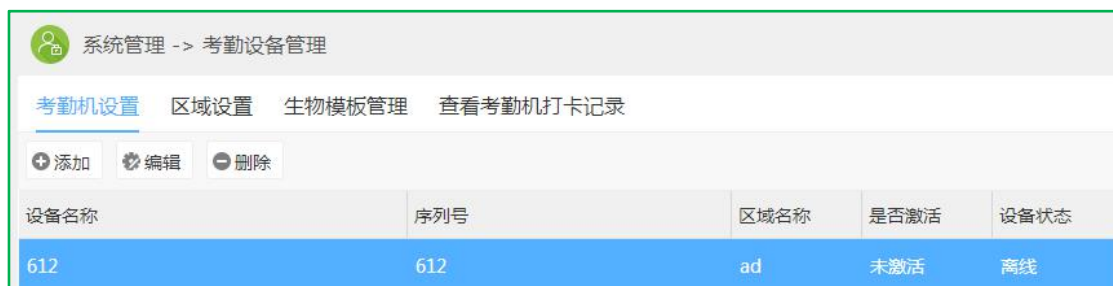 系统管理 -> 考勤设备管理
考勤机设置 区域设置 生物模板管理 查看考勤机打卡记录
添加 编辑 删除
设备名称 序列号 区域名称 是否激活 设备状态
612 612 ad 未激活 离线